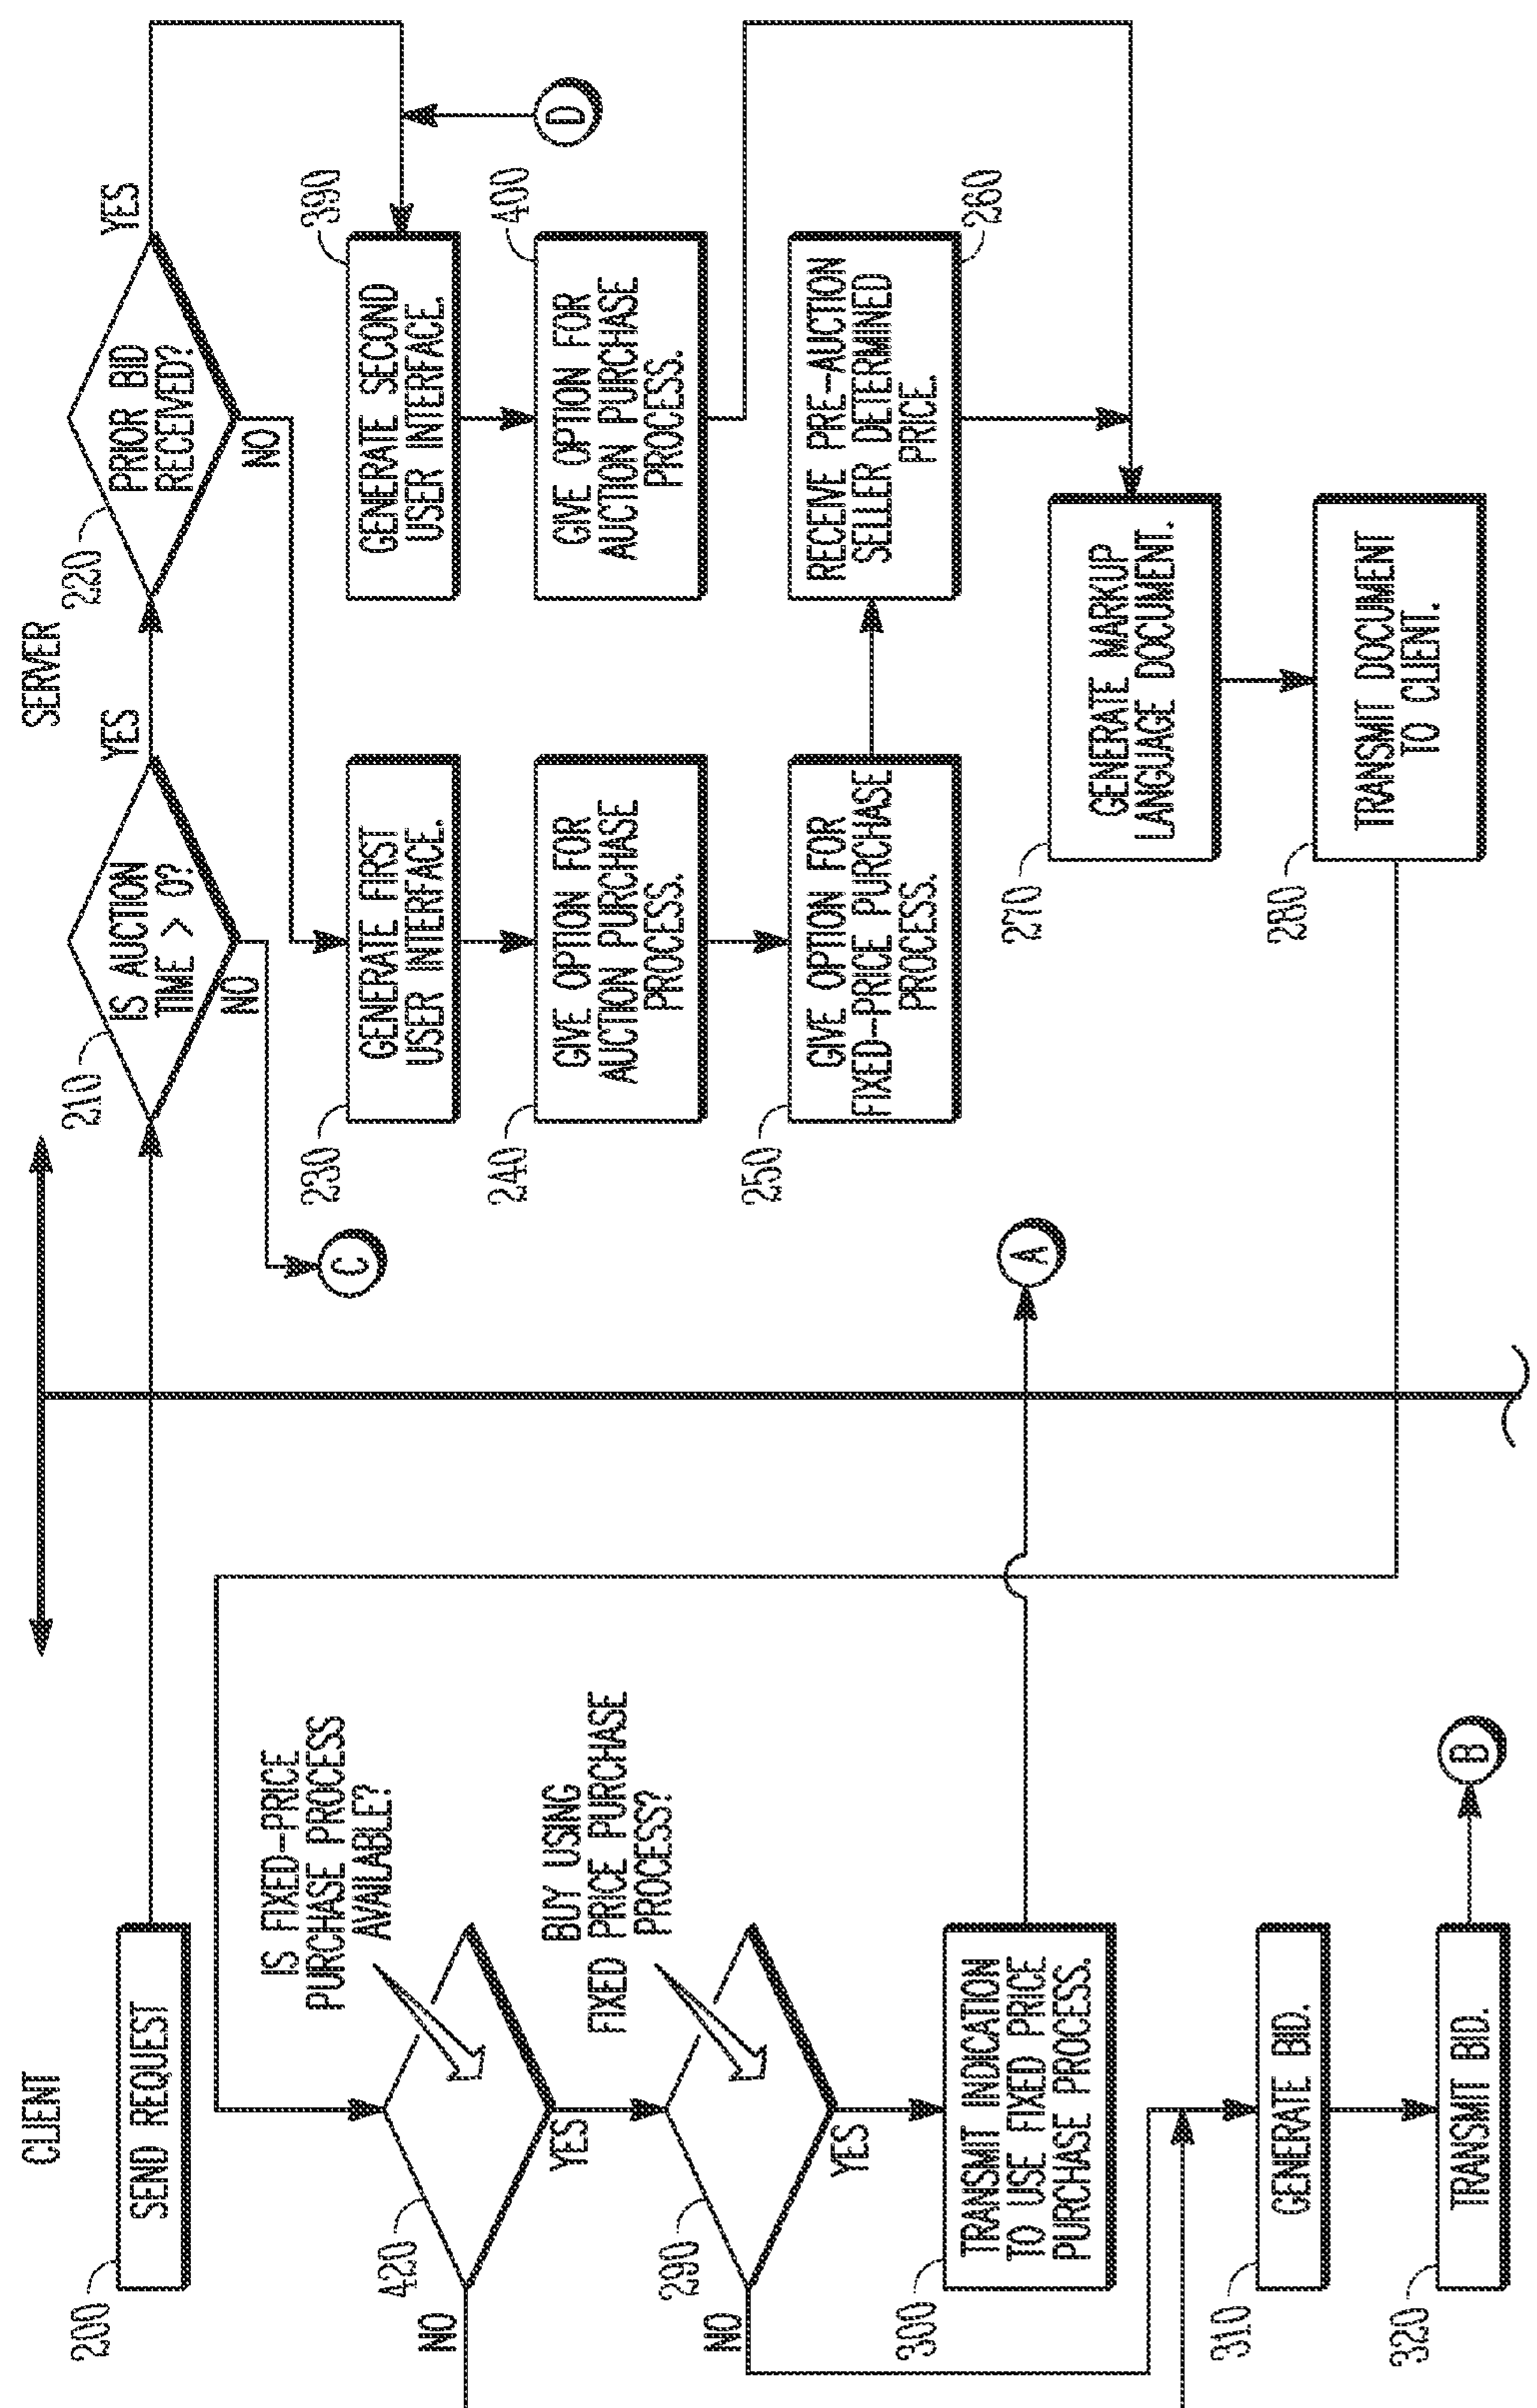 CLIENT
SERVER
200
SEND REQUEST
210
IS AUCTION
TIME > 0?
YES
NO
220
PRIOR BID
RECEIVED?
YES
NO
C
230
GENERATE FIRST
USER INTERFACE.
390
GENERATE SECOND
USER INTERFACE.
D
240
GIVE OPTION FOR
AUCTION PURCHASE
PROCESS.
400
GIVE OPTION FOR
AUCTION PURCHASE
PROCESS.
250
GIVE OPTION FOR
FIXED-PRICE PURCHASE
PROCESS.
260
RECEIVE PRE-AUCTION
SELLER DETERMINED
PRICE.
270
GENERATE MARKUP
LANGUAGE DOCUMENT.
280
TRANSMIT DOCUMENT
TO CLIENT.
IS FIXED-PRICE
PURCHASE PROCESS
AVAILABLE?
420
NO
YES
BUY USING
FIXED PRICE PURCHASE
PROCESS?
290
NO
YES
300
TRANSMIT INDICATION
TO USE FIXED PRICE
PURCHASE PROCESS.
A
310
GENERATE BID.
320
TRANSMIT BID.
B